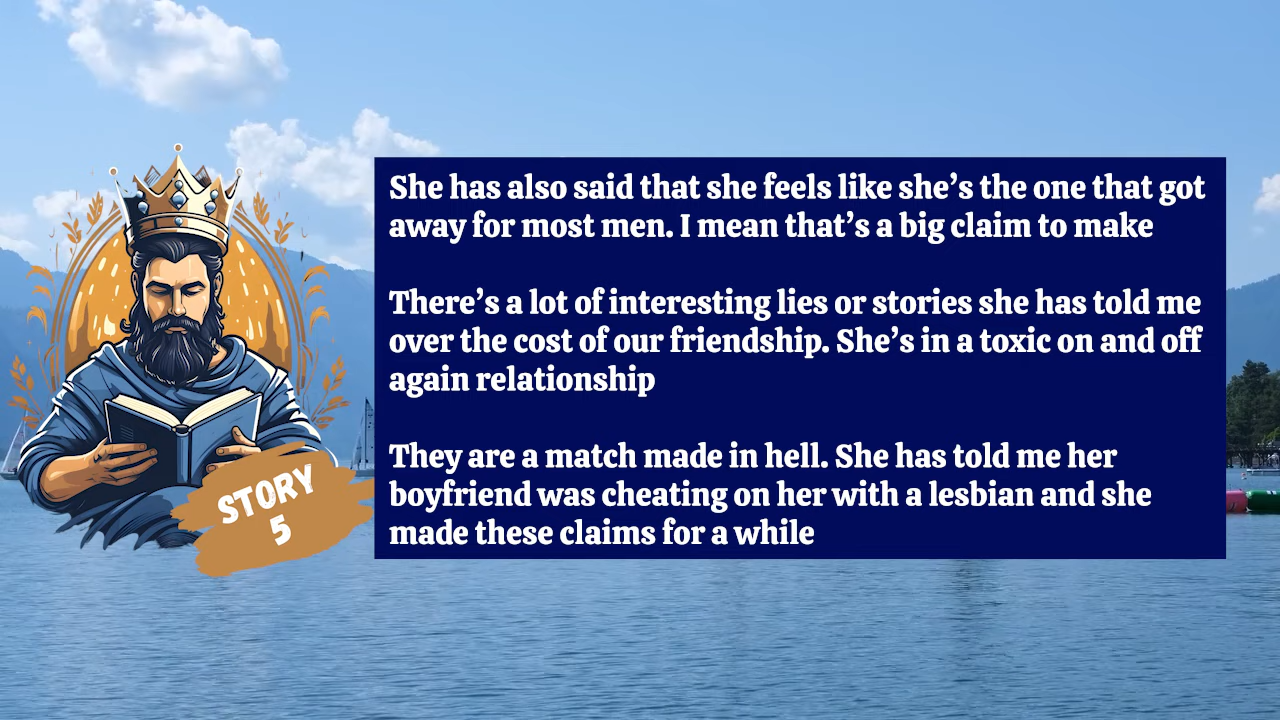 She has also said that she feels like she’s the one that got
away for most men. I mean that’s a big claim to make
There’s a lot of interesting lies or stories she has told me
over the cost of our friendship. She’s in a toxic on and off
again relationship
They are a match made in hell. She has told me her
boyfriend was cheating on her with a lesbian and she
made these claims for a while
STORY
5